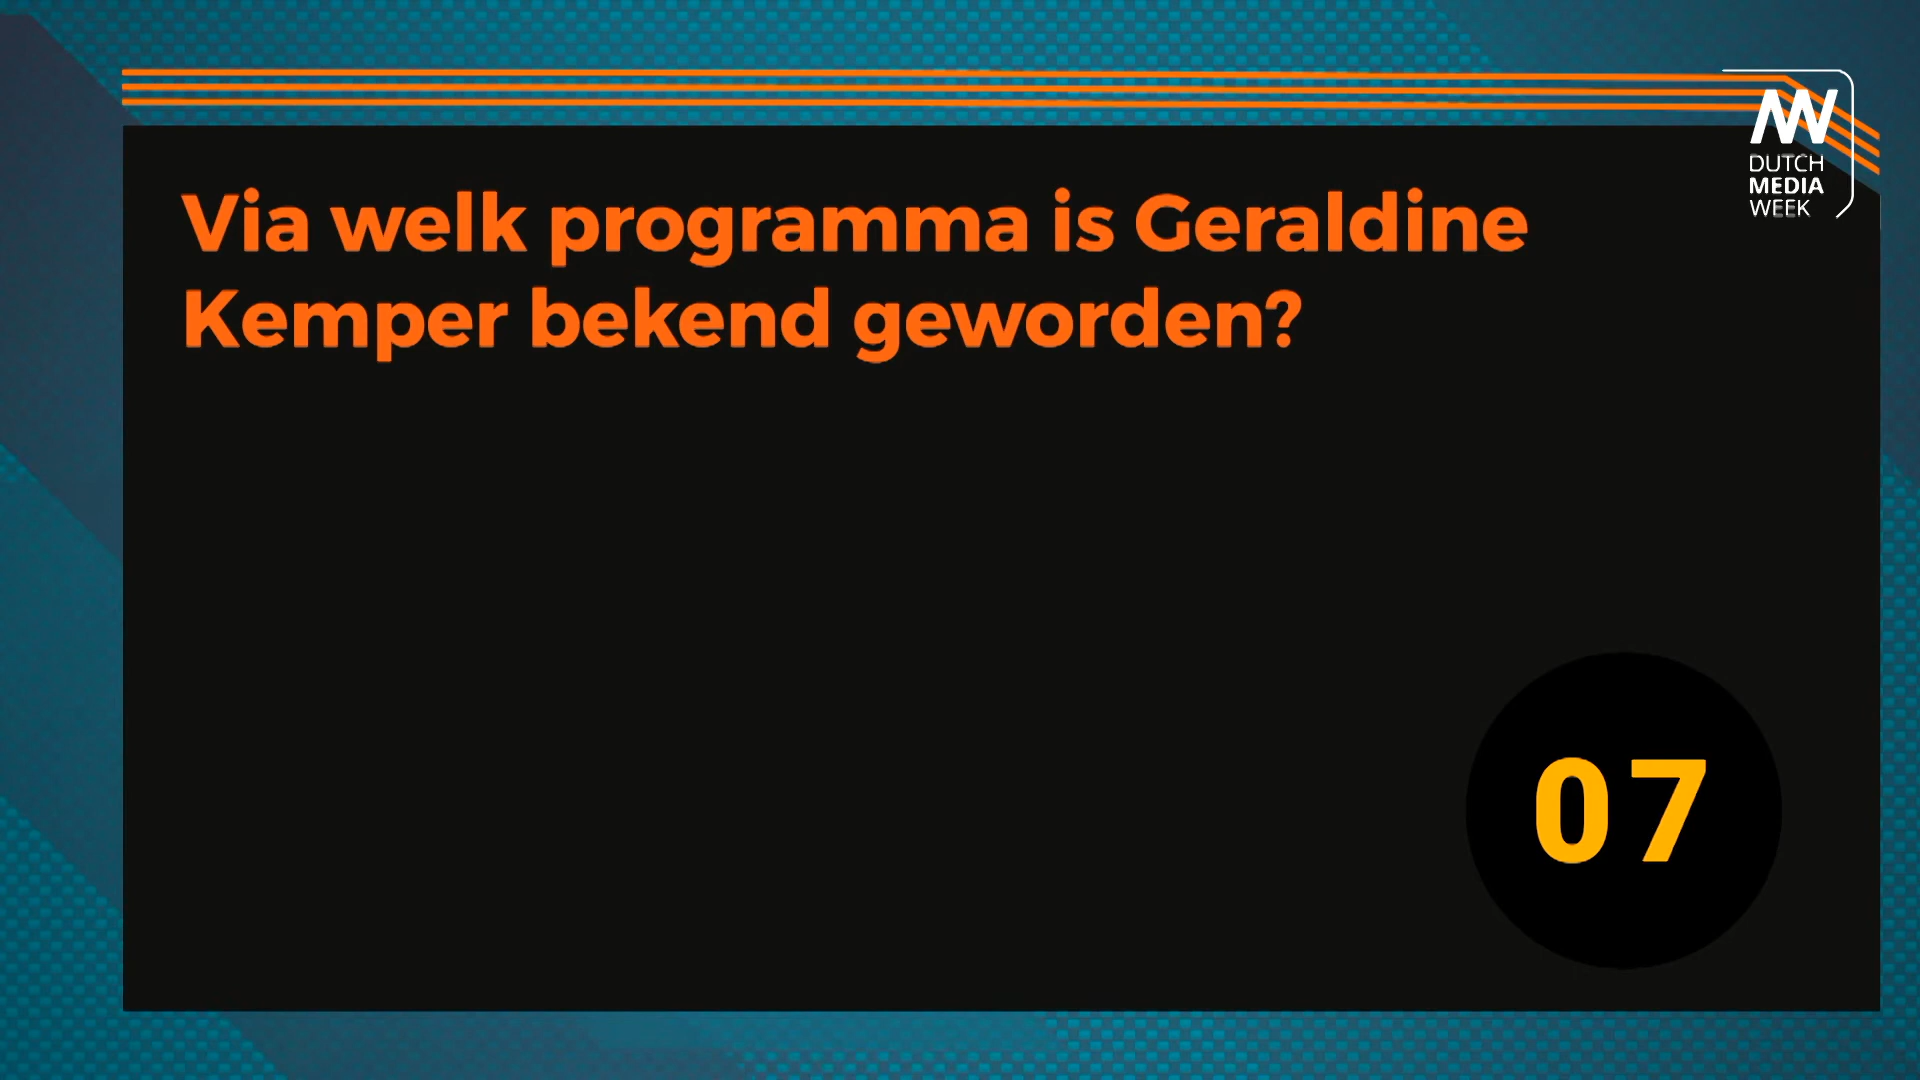 DUTCH
MEDIA
WEEK
Via welk programma is Geraldine
Kemper bekend geworden?
07